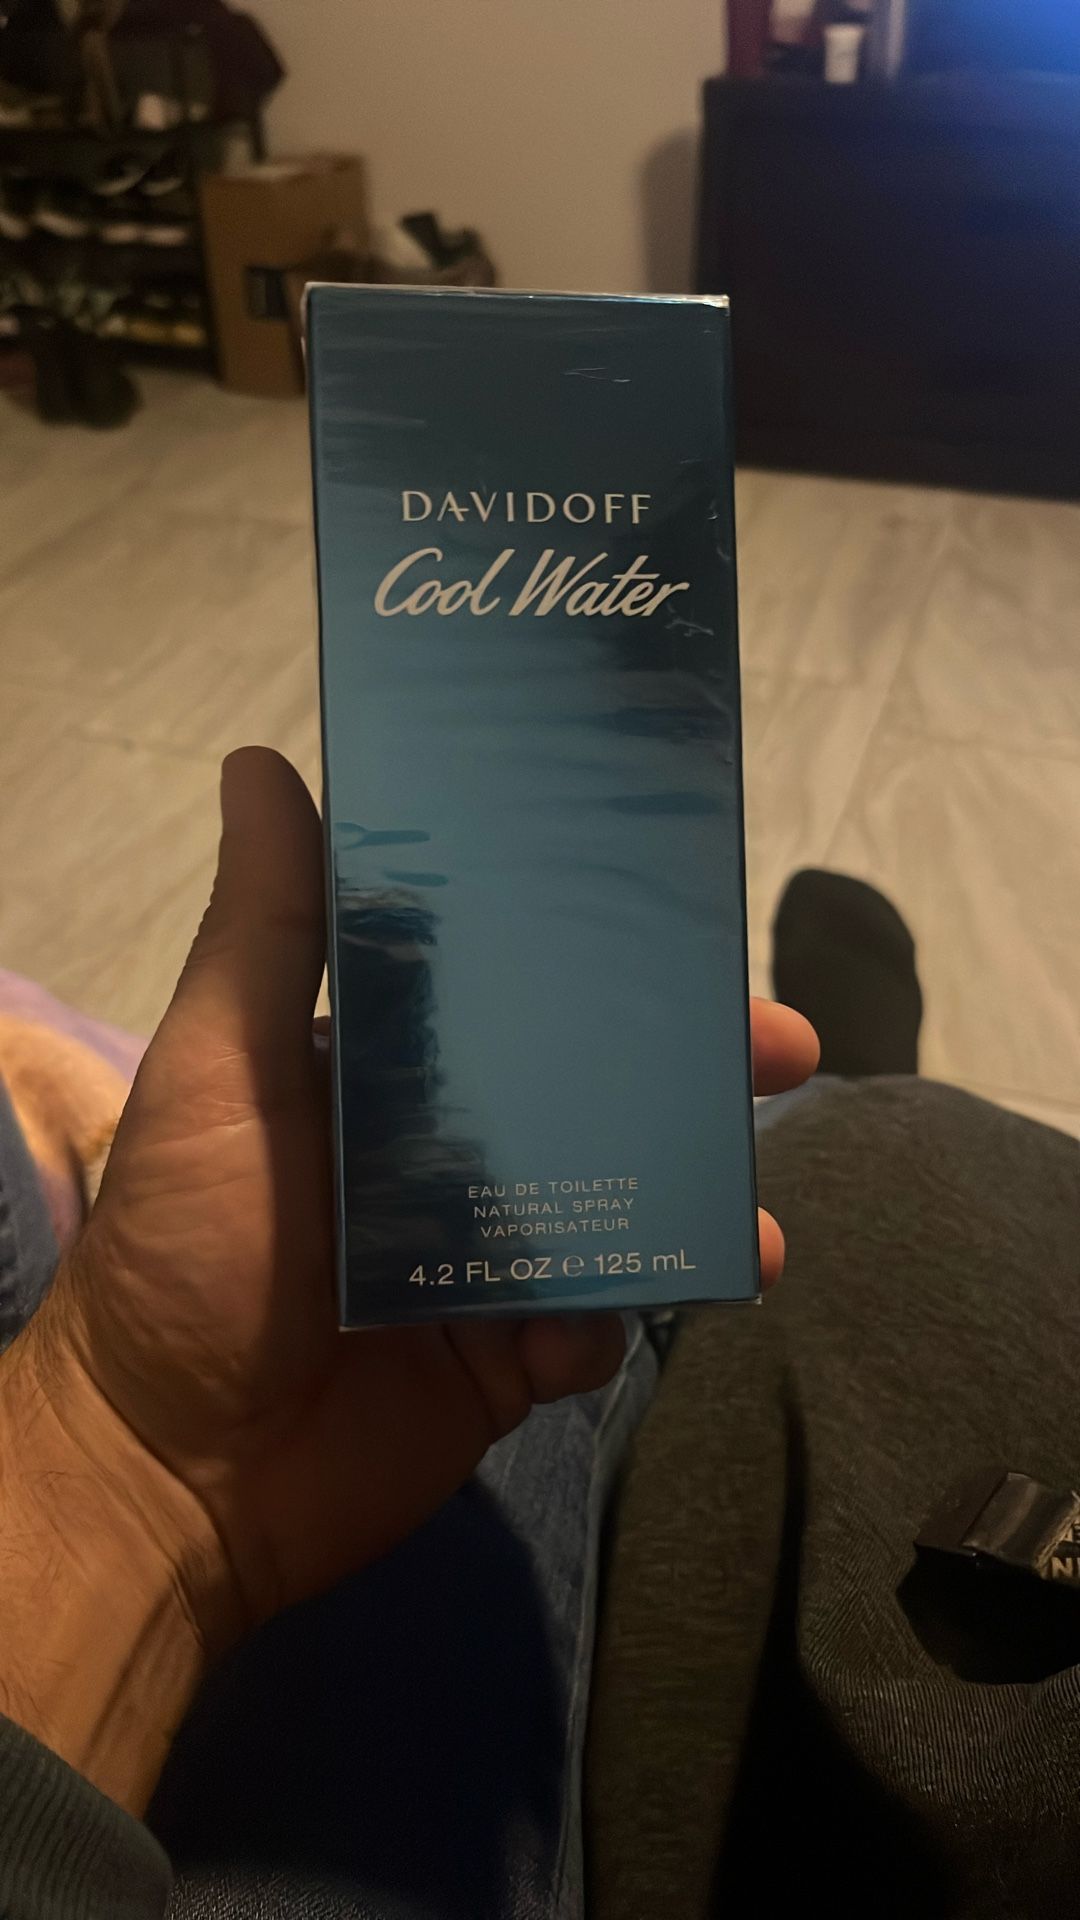 DAVIDOFF
Cool Water
EAU DE TOILETTE
NATURAL SPRAY
VAPORISATEUR
4.2 FL OZ ℮ 125 mL